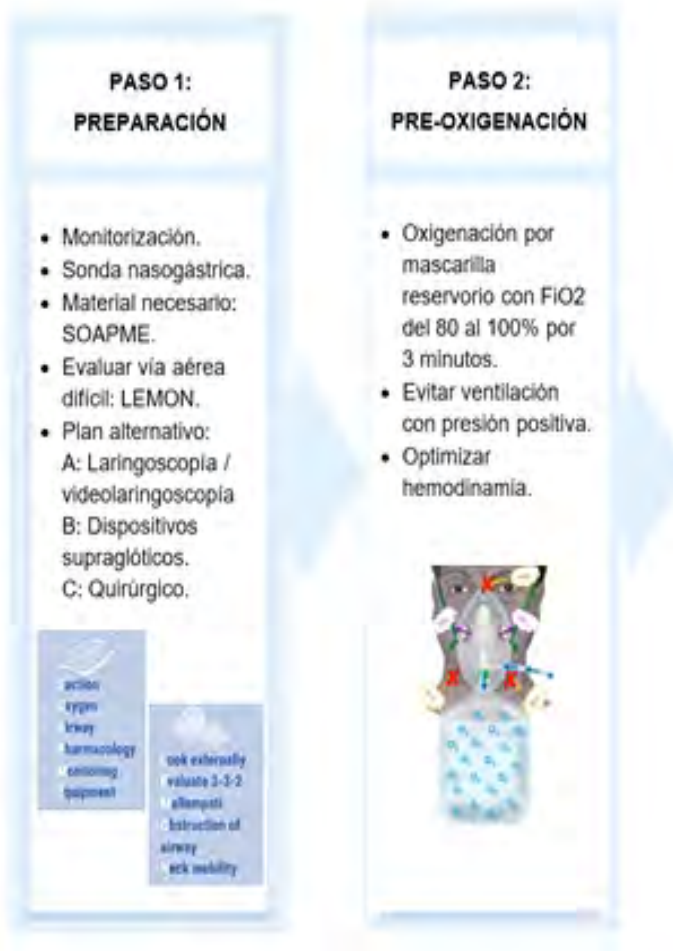 PASO 1:
PREPARACIÓN
• Monitorización.
• Sonda nasogástrica.
• Material necesario:
SOAPME.
• Evaluar vía aérea
difícil: LEMON.
• Plan alternativo:
A: Laringoscopía /
videolaringoscopía
B: Dispositivos
supraglóticos.
C: Quirúrgico.
action
xygen
irway
harmacology
onitoring
quipment
ook externally
valuate 3-3-2
allampati
bstruction of
airway
eck mobility
PASO 2:
PRE-OXIGENACIÓN
• Oxigenación por
mascarilla
reservorio con FiO2
del 80 al 100% por
3 minutos.
• Evitar ventilación
con presión positiva.
• Optimizar
hemodinamia.